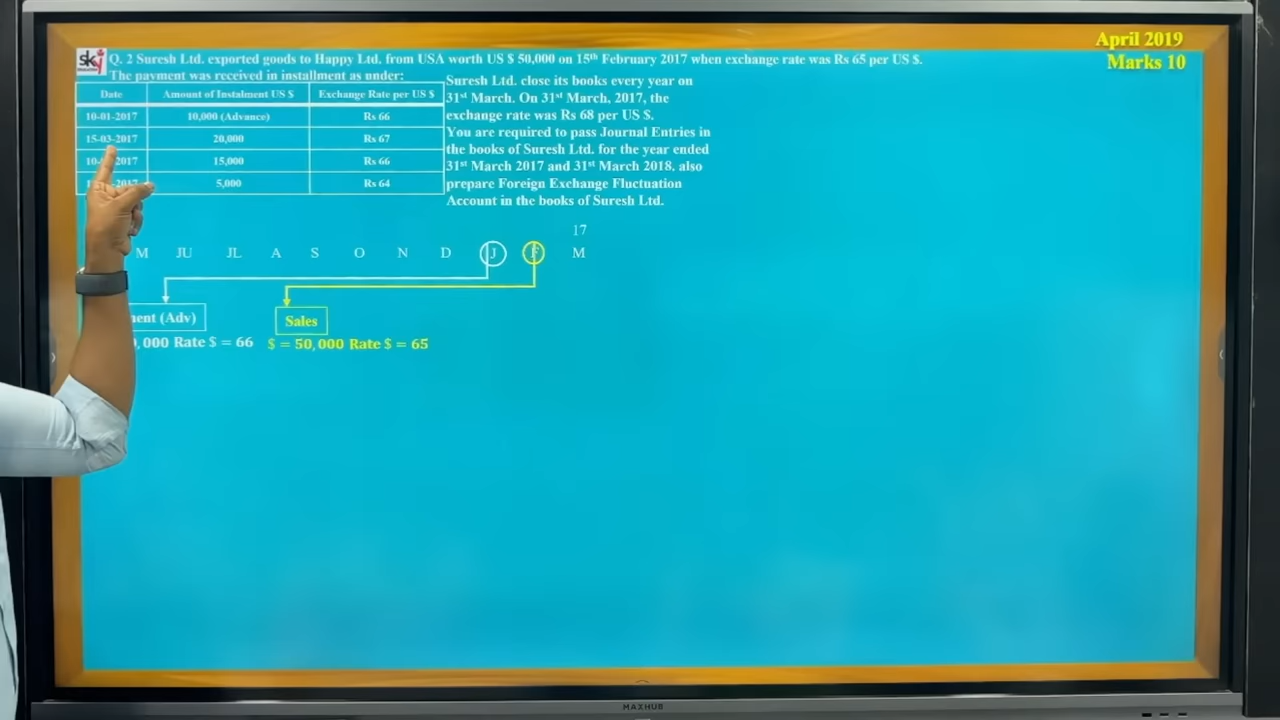 April 2019
Marks 10
sky
Q. 2 Suresh Ltd. exported goods to Happy Ltd. from USA worth US $ 50,000 on 15th February 2017 when exchange rate was Rs 65 per US $.
The payment was received in installment as under:
Date Amount of Instalment US $ Exchange Rate per US $
10-01-2017 10,000 (Advance) Rs 66
15-03-2017 20,000 Rs 67
10- 2017 15,000 Rs 66
2017 5,000 Rs 64
Suresh Ltd. close its books every year on
31st March. On 31st March, 2017, the
exchange rate was Rs 68 per US $.
You are required to pass Journal Entries in
the books of Suresh Ltd. for the year ended
31st March 2017 and 31st March 2018. also
prepare Foreign Exchange Fluctuation
Account in the books of Suresh Ltd.
17
M JU JL A S O N D J F M
(Adv) Sales
,000 Rate $ = 66 $ = 50,000 Rate $ = 65
MAXHUB